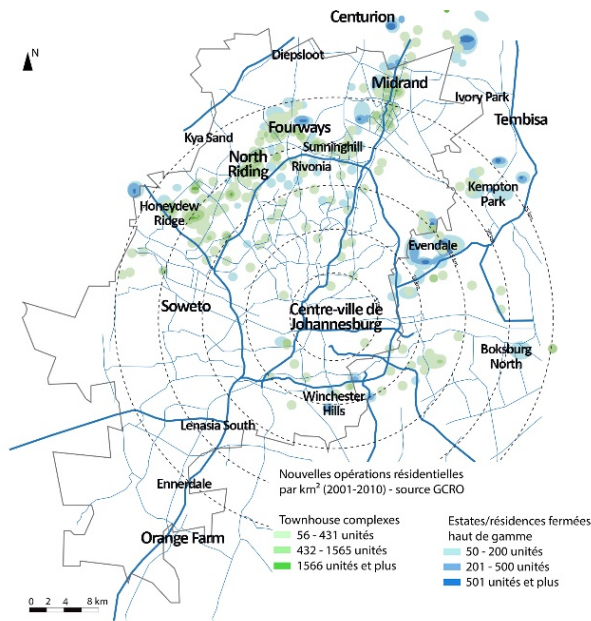 Centurion
N
Diepsloot
Midrand
Ivory Park
Tembisa
Fourways
Kya Sand
Sunninghill
North
Riding
Rivonia
Kempton
Park
Honeydew
Ridge
Evendale
Soweto
Centre-ville de
Johannesburg
Boksburg
North
Winchester
Hills
Lenasia South
Ennerdale
Orange Farm
Nouvelles opérations résidentielles
par km² (2001-2010) - source GCRO
Townhouse complexes
56 - 431 unités
432 - 1565 unités
1566 unités et plus
Estates/résidences fermées
haut de gamme
50 - 200 unités
201 - 500 unités
501 unités et plus
0 2 4 8 km